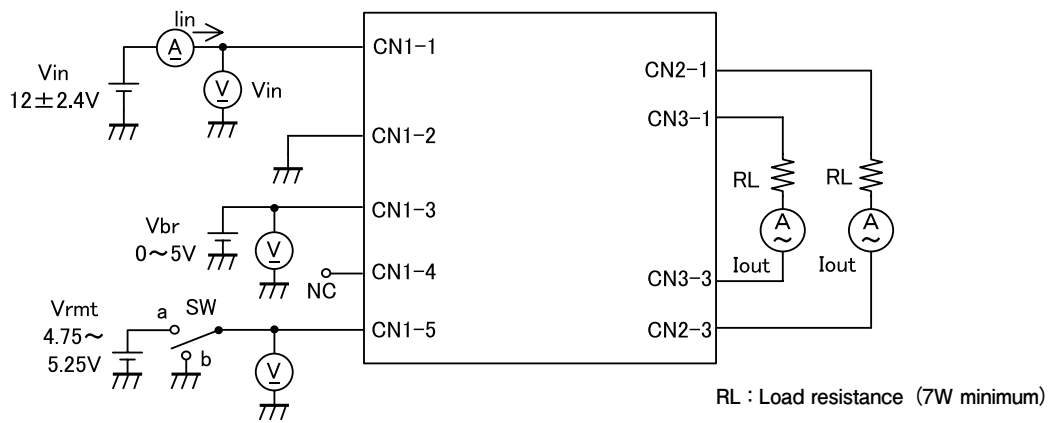 Iin
A
CN1-1
Vin
12±2.4V
V
Vin
CN1-2
CN2-1
CN3-1
RL
RL
Vbr
0～5V
V
CN1-3
A
～
A
～
Iout
Iout
NC
CN1-4
CN3-3
Vrmt
4.75～
5.25V
a
SW
b
CN1-5
V
CN2-3
RL : Load resistance (7W minimum)